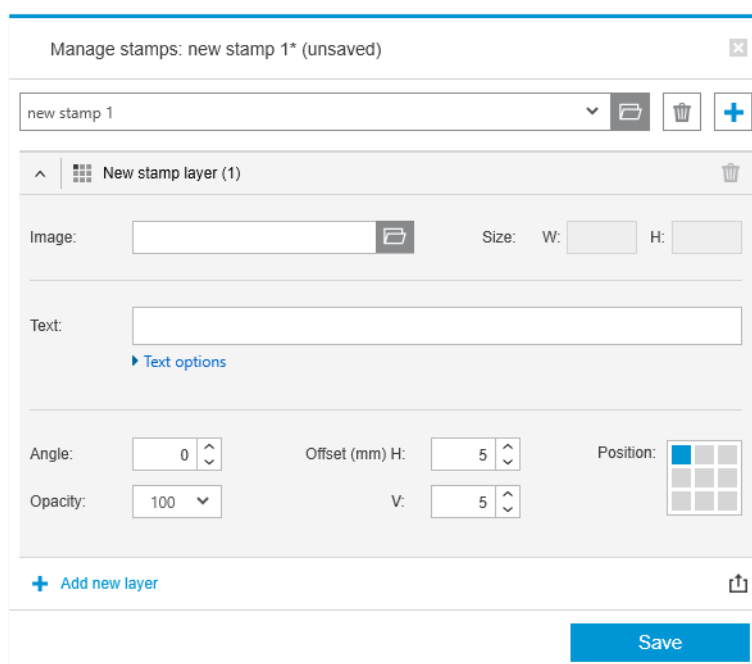 Manage stamps: new stamp 1* (unsaved)
new stamp 1
New stamp layer (1)
Image: Size: W: H:
Text:
Text options
Angle: 0 Offset (mm) H: 5 Position:
Opacity: 100 V: 5
Add new layer
Save